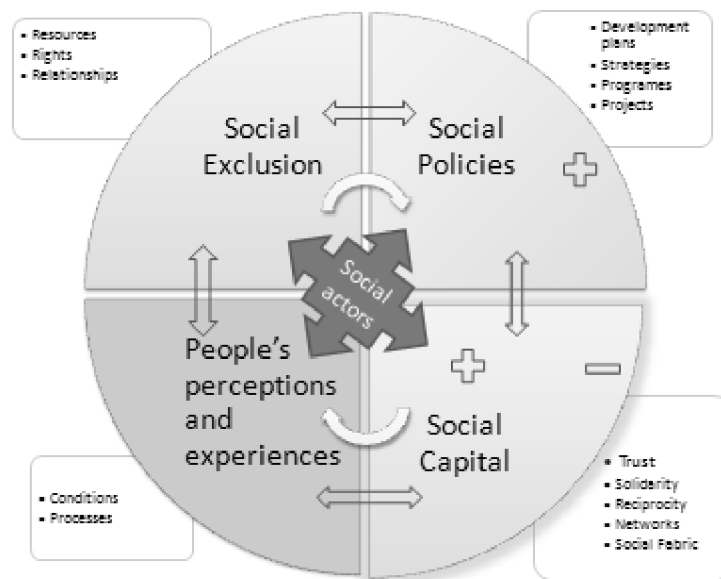 Resources
Rights
Relationships
Development
plans
Strategies
Programes
Projects
Social
Exclusion
Social
Policies
Social
actors
People's
perceptions
and
experiences
Social
Capital
Conditions
Processes
Trust
Solidarity
Reciprocity
Networks
Social Fabric